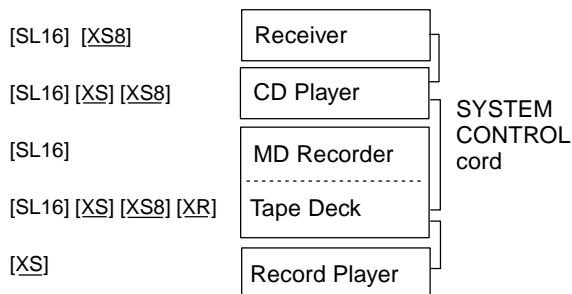 [SL16] [XS8] Receiver
[SL16] [XS] [XS8] CD Player
SYSTEM
CONTROL
cord
[SL16] MD Recorder
[SL16] [XS] [XS8] [XR] Tape Deck
[XS] Record Player